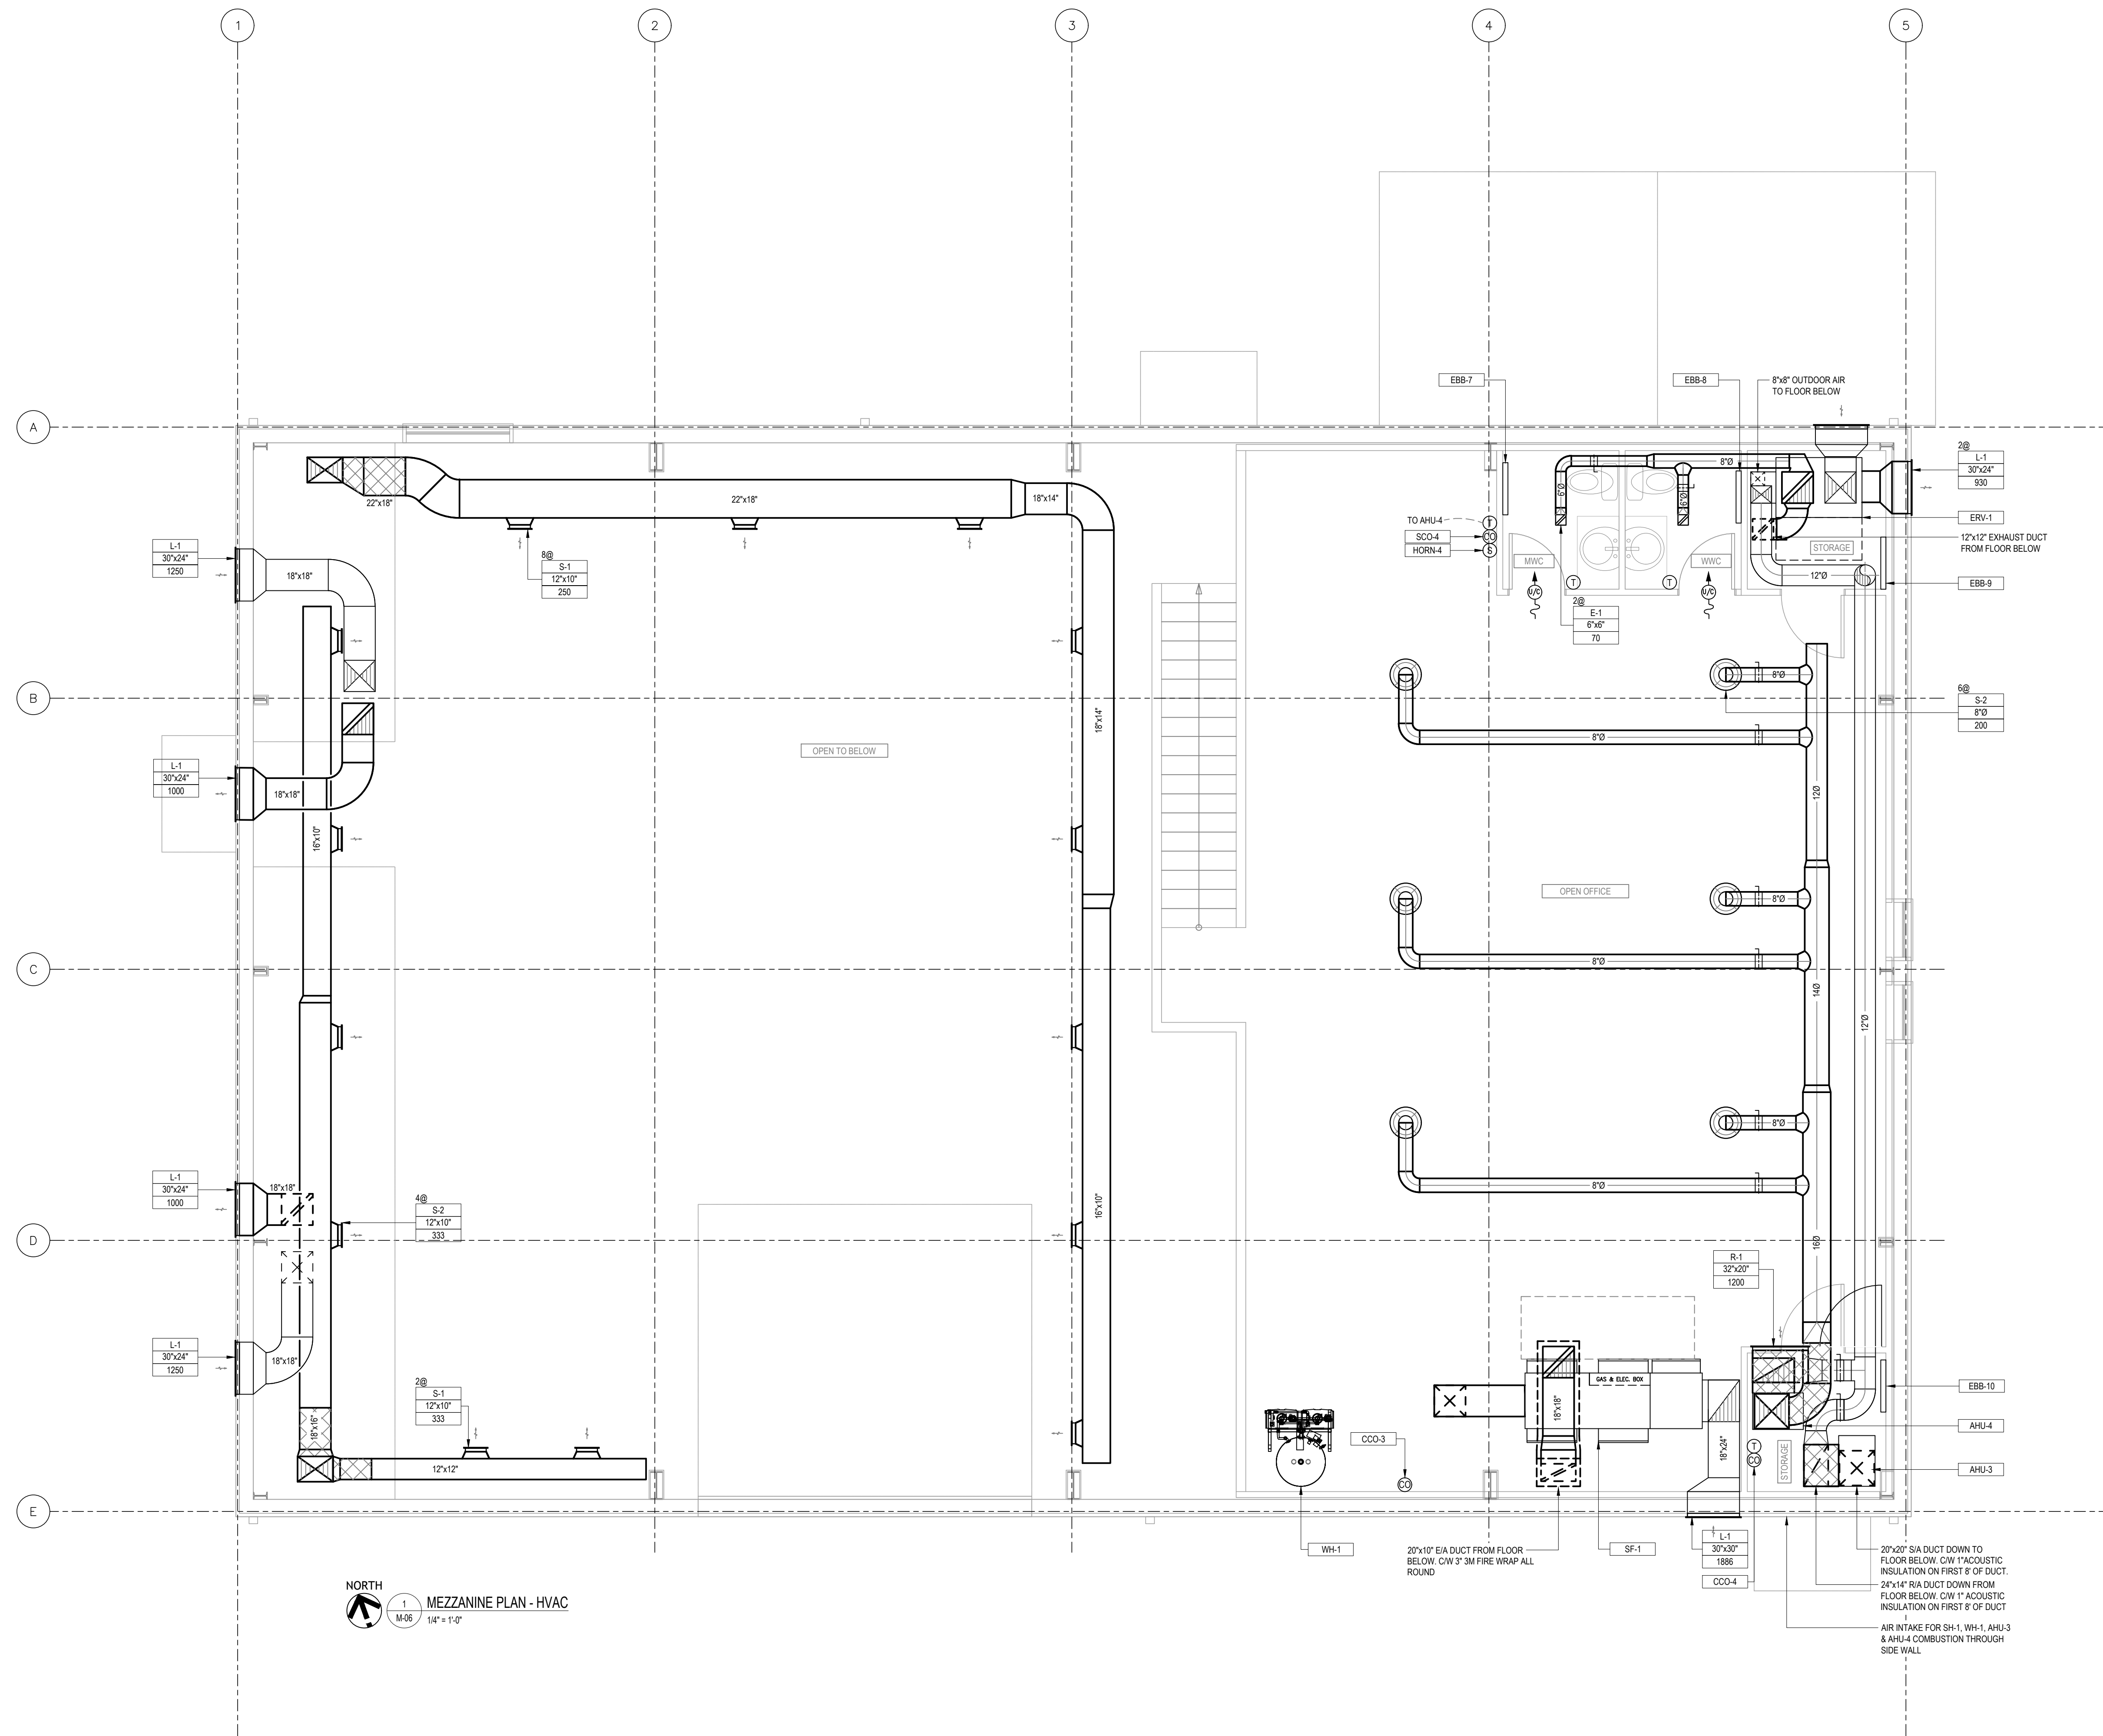 1
2
3
4
5
A
B
C
D
E
22"x18"
22"x18"
18"x14"
8@
S-1
12"x10"
250
L-1
30"x24"
1250
18"x18"
L-1
30"x24"
1000
18"x18"
16"x10"
OPEN TO BELOW
18"x14"
16"x10"
L-1
30"x24"
1000
18"x18"
4@
S-2
12"x10"
333
L-1
30"x24"
1250
18"x18"
2@
S-1
12"x10"
333
18"x16"
12"x12"
EBB-7
EBB-8
8"x8" OUTDOOR AIR
TO FLOOR BELOW
2@
L-1
30"x24"
930
8"Ø
6"Ø
6"Ø
ERV-1
TO AHU-4
T
SCO-4
CO
HORN-4
S
12"x12" EXHAUST DUCT
FROM FLOOR BELOW
STORAGE
MWC
WWC
12"Ø
T
T
EBB-9
U/C
U/C
2@
E-1
6"x6"
70
8"Ø
6@
S-2
8"Ø
200
8"Ø
12Ø
OPEN OFFICE
8"Ø
8"Ø
14Ø
12"Ø
8"Ø
8"Ø
16Ø
R-1
32"x20"
1200
GAS & ELEC. BOX
18"x18"
18"x24"
EBB-10
AHU-4
CCO-3
CO
T
CO
STORAGE
AHU-3
WH-1
20"x10" E/A DUCT FROM FLOOR
BELOW. C/W 3" 3M FIRE WRAP ALL
ROUND
SF-1
L-1
30"x30"
1886
CCO-4
20"x20" S/A DUCT DOWN TO
FLOOR BELOW. C/W 1"ACOUSTIC
INSULATION ON FIRST 8' OF DUCT.
24"x14" R/A DUCT DOWN FROM
FLOOR BELOW. C/W 1" ACOUSTIC
INSULATION ON FIRST 8' OF DUCT
AIR INTAKE FOR SH-1, WH-1, AHU-3
& AHU-4 COMBUSTION THROUGH
SIDE WALL
NORTH
1
M-06
MEZZANINE PLAN - HVAC
1/4" = 1'-0"